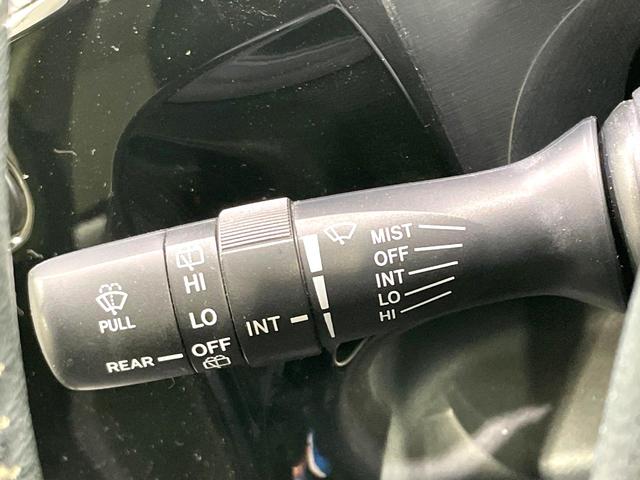 PULL
REAR
HI
LO
OFF
INT
MIST
OFF
INT
LO
HI